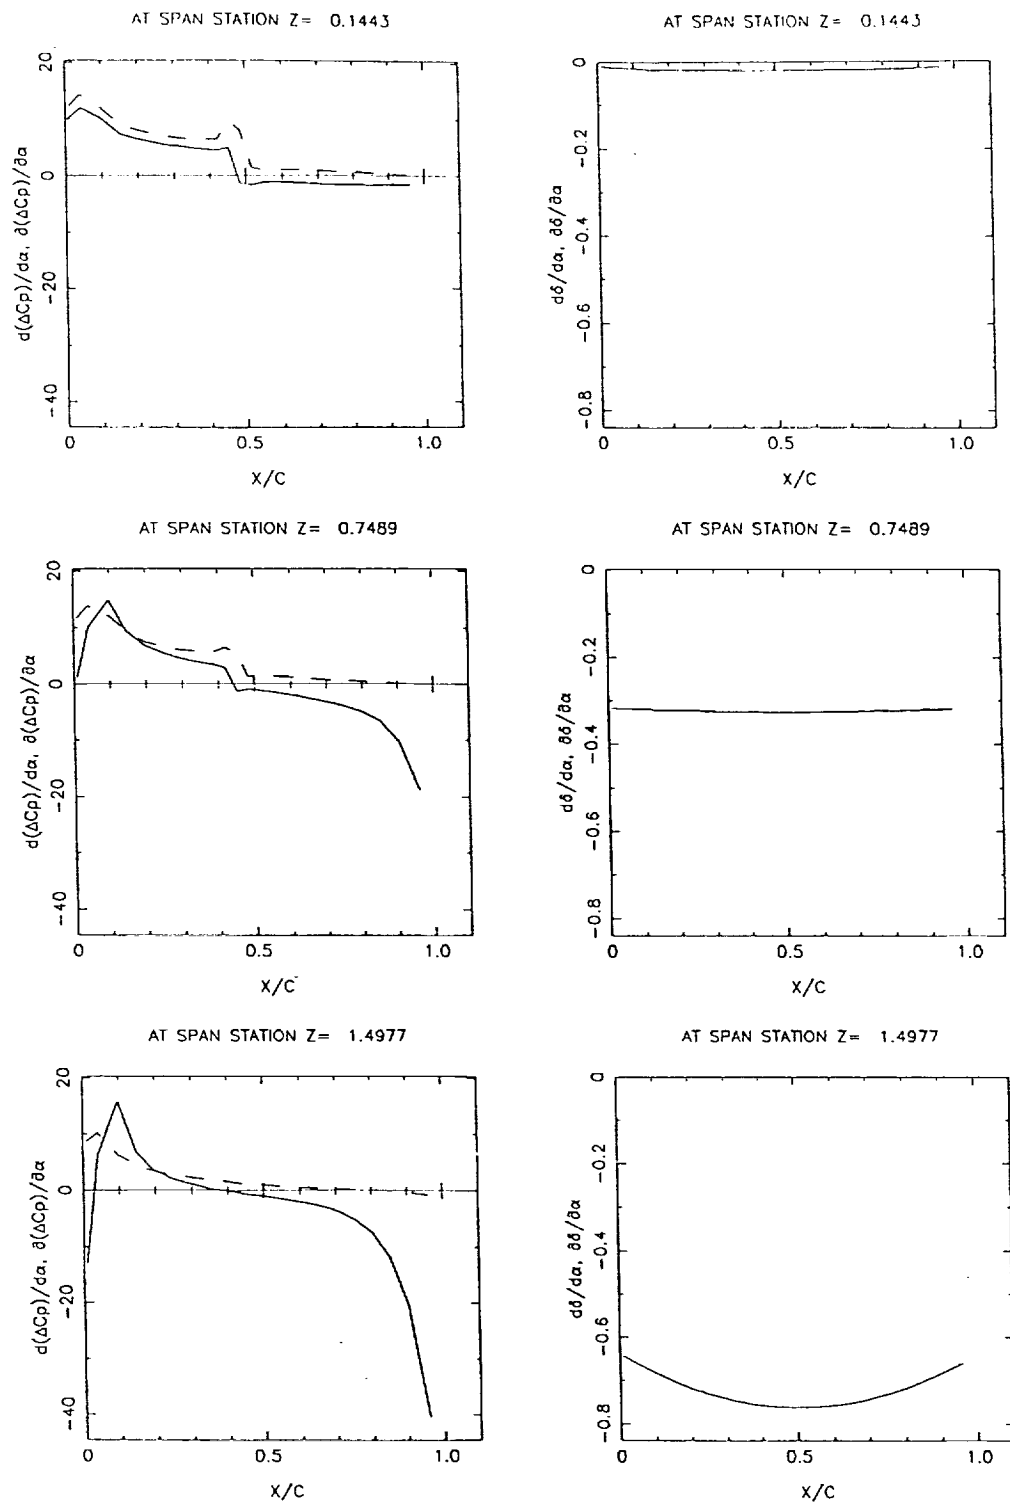 AT SPAN STATION Z= 0.1443
20
0
-20
-40
d(ΔCp)/dα, ∂(ΔCp)/∂α
0 0.5 1.0
X/C
AT SPAN STATION Z= 0.1443
0
-0.2
-0.4
-0.6
-0.8
dδ/dα, ∂δ/∂α
0 0.5 1.0
X/C
AT SPAN STATION Z= 0.7489
20
0
-20
-40
d(ΔCp)/dα, ∂(ΔCp)/∂α
0 0.5 1.0
X/C
AT SPAN STATION Z= 0.7489
0
-0.2
-0.4
-0.6
-0.8
dδ/dα, ∂δ/∂α
0 0.5 1.0
X/C
AT SPAN STATION Z= 1.4977
20
0
-20
-40
d(ΔCp)/dα, ∂(ΔCp)/∂α
0 0.5 1.0
X/C
AT SPAN STATION Z= 1.4977
0
-0.2
-0.4
-0.6
-0.8
dδ/dα, ∂δ/∂α
0 0.5 1.0
X/C